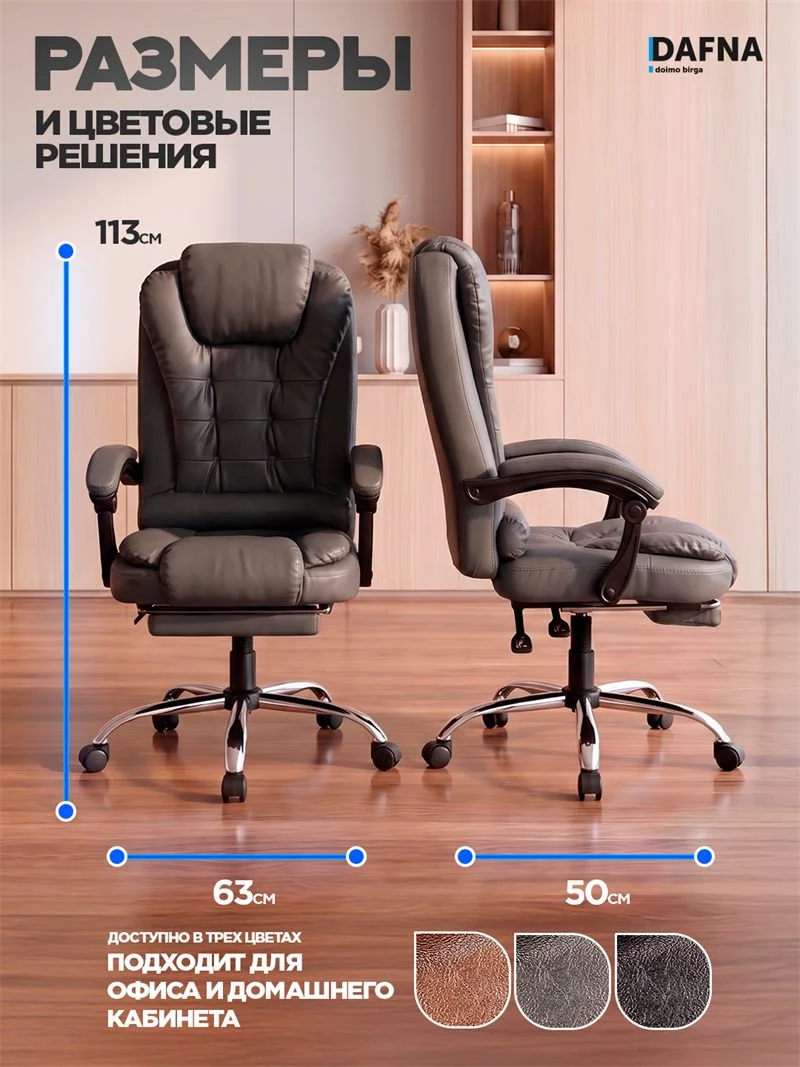 РАЗМЕРЫ
И ЦВЕТОВЫЕ
РЕШЕНИЯ
DAFNA
doimo birga
113СМ
63СМ
50СМ
ДОСТУПНО В ТРЕХ ЦВЕТАХ
ПОДХОДИТ ДЛЯ
ОФИСА И ДОМАШНЕГО
КАБИНЕТА